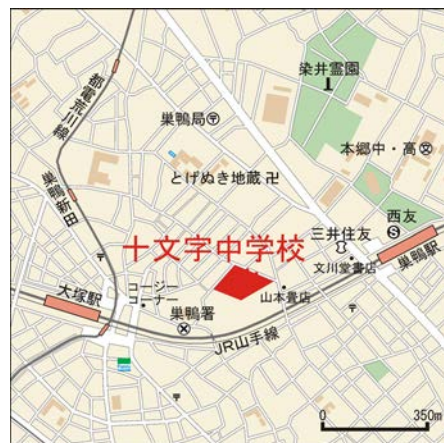 染井霊園
都電荒川線
巣鴨局
本郷中・高
とげぬき地蔵
巣鴨新田
西友
S
三井住友
十文字中学校
文川堂書店
巣鴨駅
大塚駅
コージー
コーナー
山本畳店
巣鴨署
JR山手線
0 350m